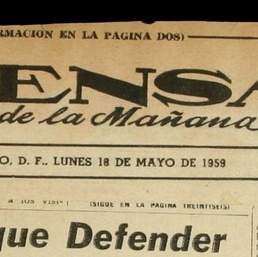 RMACION EN LA PAGINA DOS)
ENSA
de la Mañana
O, D. F., LUNES 18 DE MAYO DE 1959
(SIGUE EN LA PAGINA TREINTISEIS)
que Defender